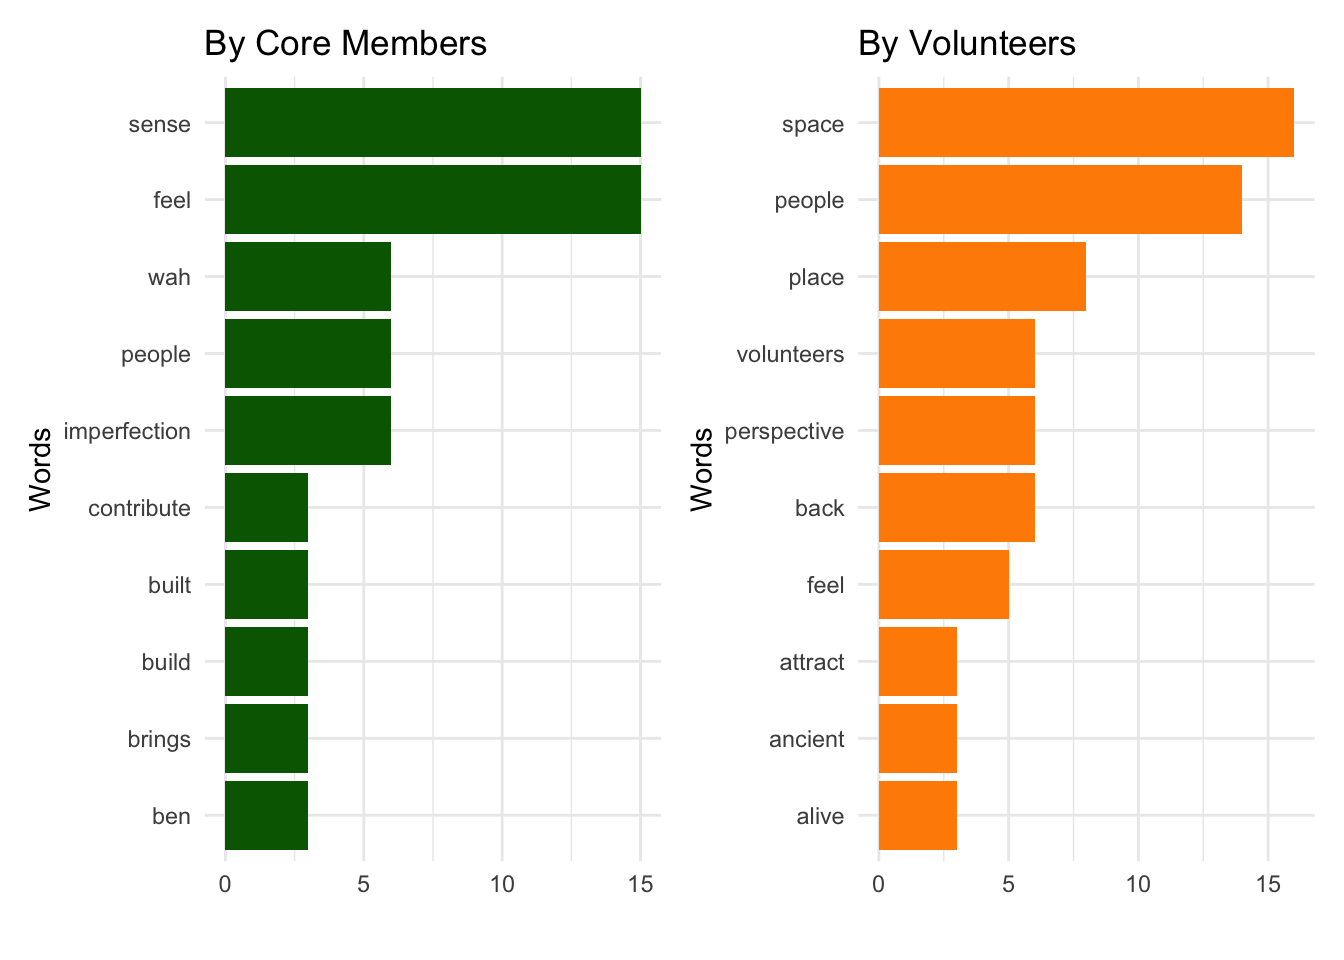 By Core Members
Words
sense
feel
wah
people
imperfection
contribute
built
build
brings
ben
0 5 10 15
By Volunteers
Words
space
people
place
volunteers
perspective
back
feel
attract
ancient
alive
0 5 10 15